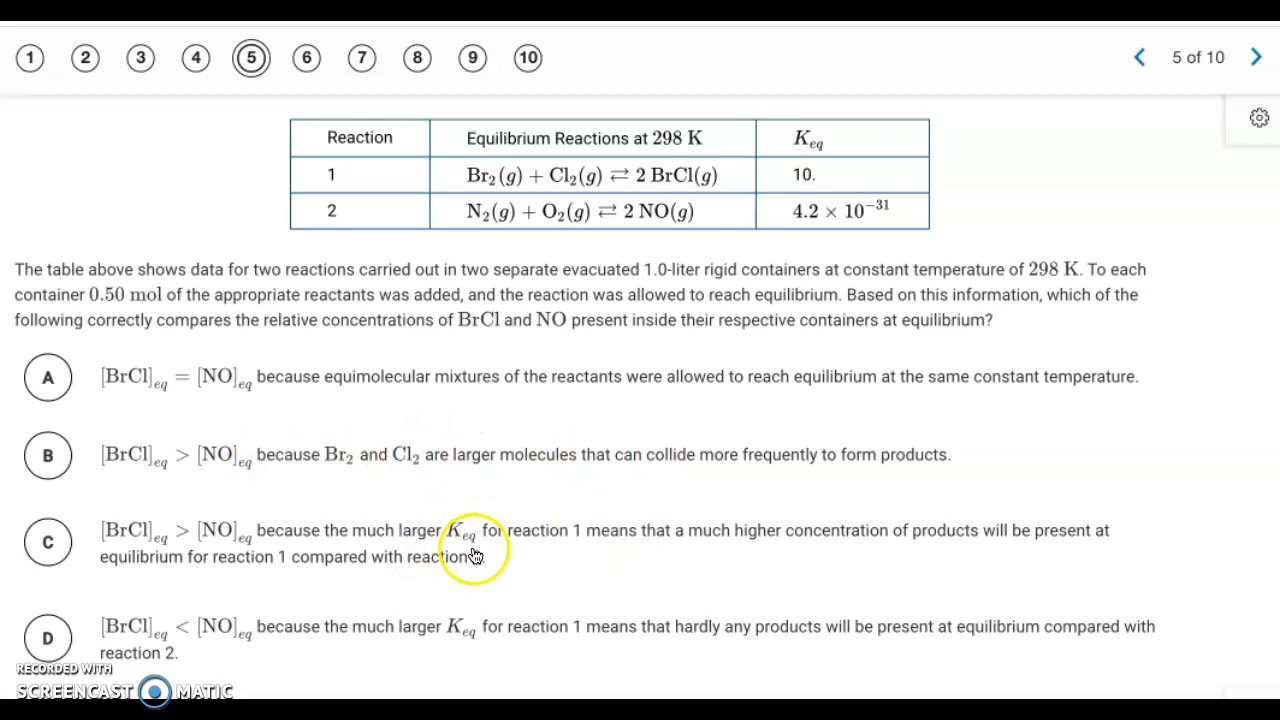 1 2 3 4 5 6 7 8 9 10 5 of 10
Reaction Equilibrium Reactions at 298 K K_eq
1 Br₂(g) + Cl₂(g) ⇄ 2 BrCl(g) 10.
2 N₂(g) + O₂(g) ⇄ 2 NO(g) 4.2 × 10⁻³¹
The table above shows data for two reactions carried out in two separate evacuated 1.0-liter rigid containers at constant temperature of 298 K. To each
container 0.50 mol of the appropriate reactants was added, and the reaction was allowed to reach equilibrium. Based on this information, which of the
following correctly compares the relative concentrations of BrCl and NO present inside their respective containers at equilibrium?
A [BrCl]_eq = [NO]_eq because equimolecular mixtures of the reactants were allowed to reach equilibrium at the same constant temperature.
B [BrCl]_eq > [NO]_eq because Br₂ and Cl₂ are larger molecules that can collide more frequently to form products.
C [BrCl]_eq > [NO]_eq because the much larger K_eq for reaction 1 means that a much higher concentration of products will be present at
equilibrium for reaction 1 compared with reaction
D [BrCl]_eq < [NO]_eq because the much larger K_eq for reaction 1 means that hardly any products will be present at equilibrium compared with
reaction 2.
RECORDED WITH
SCREENCAST MATIC